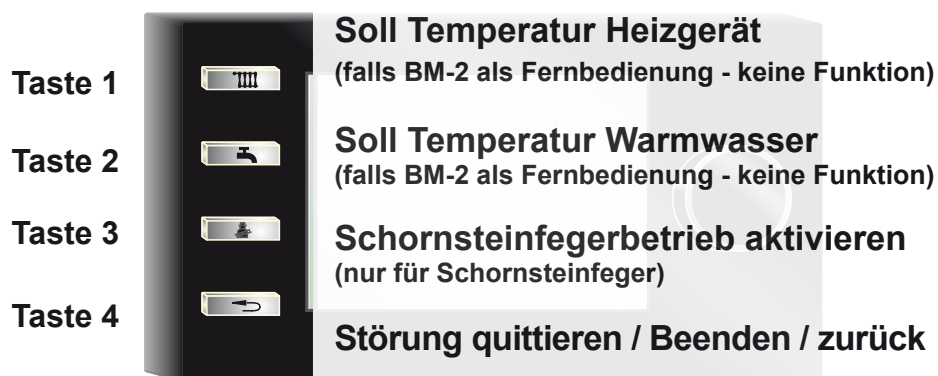 Soll Temperatur Heizgerät
Taste 1
(falls BM-2 als Fernbedienung - keine Funktion)
Soll Temperatur Warmwasser
Taste 2
(falls BM-2 als Fernbedienung - keine Funktion)
Taste 3
Schornsteinfegerbetrieb aktivieren
(nur für Schornsteinfeger)
Taste 4
Störung quittieren / Beenden / zurück